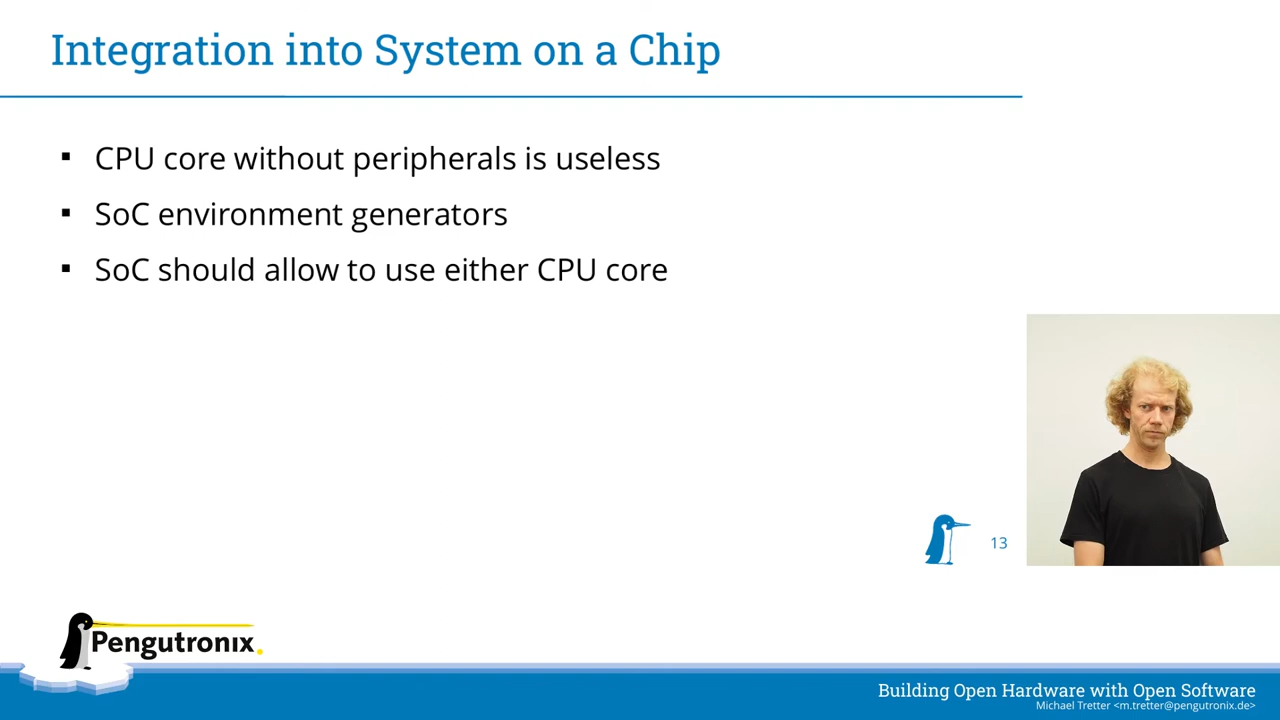 Integration into System on a Chip
▪ CPU core without peripherals is useless
▪ SoC environment generators
▪ SoC should allow to use either CPU core
13
Pengutronix.
Building Open Hardware with Open Software
Michael Tretter <m.tretter@pengutronix.de>